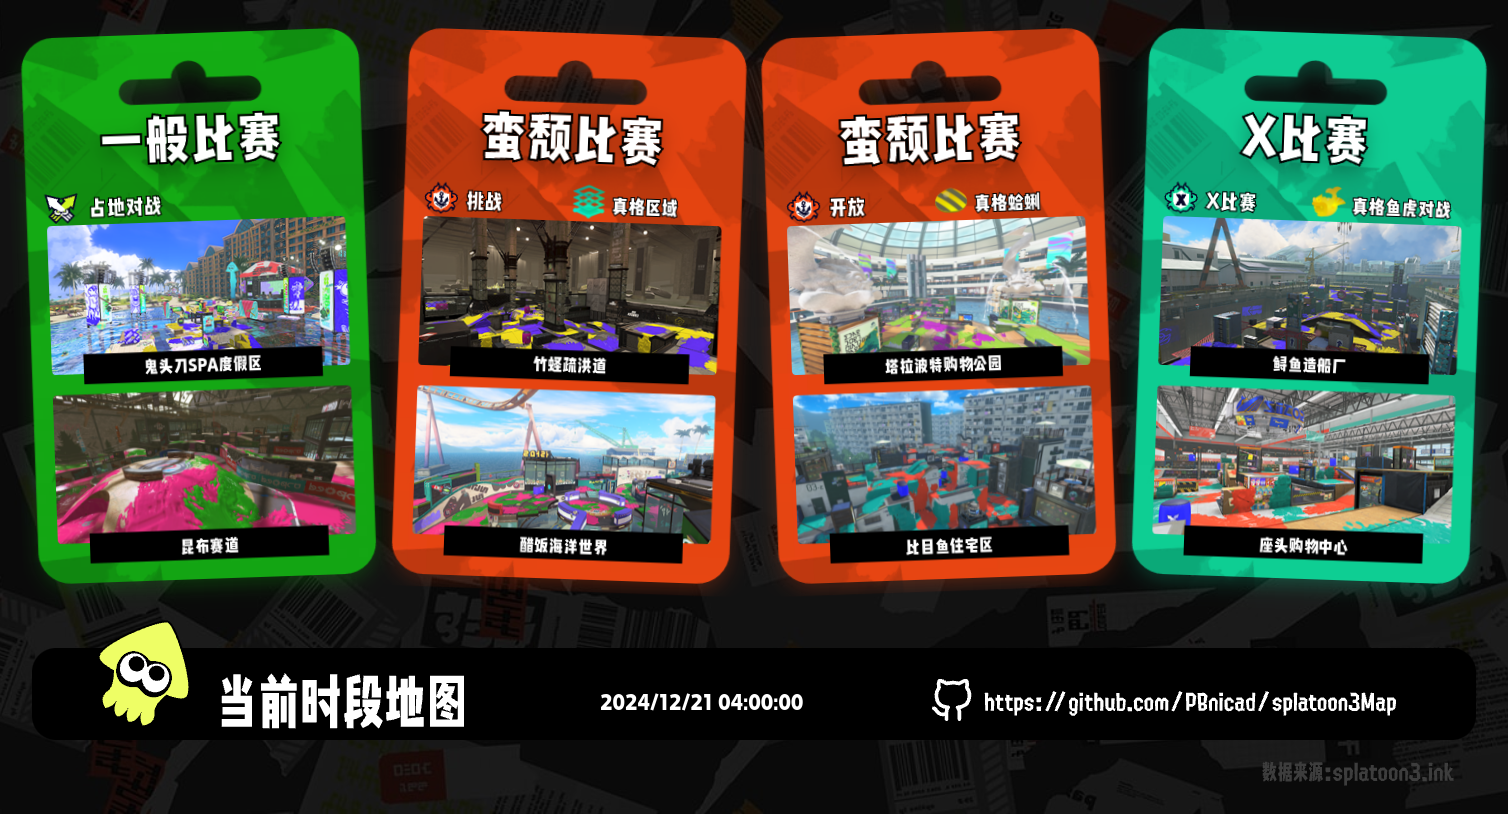 一般比赛
占地对战
鬼头刀SPA度假区
昆布赛道
蛮颓比赛
挑战
真格区域
竹蛏疏洪道
醋饭海洋世界
蛮颓比赛
开放
真格蛤蜊
塔拉波特购物公园
比目鱼住宅区
X比赛
X比赛
真格鱼虎对战
鲟鱼造船厂
座头购物中心
当前时段地图
2024/12/21 04:00:00
https://github.com/PBnicad/splatoon3Map
数据来源:splatoon3.ink